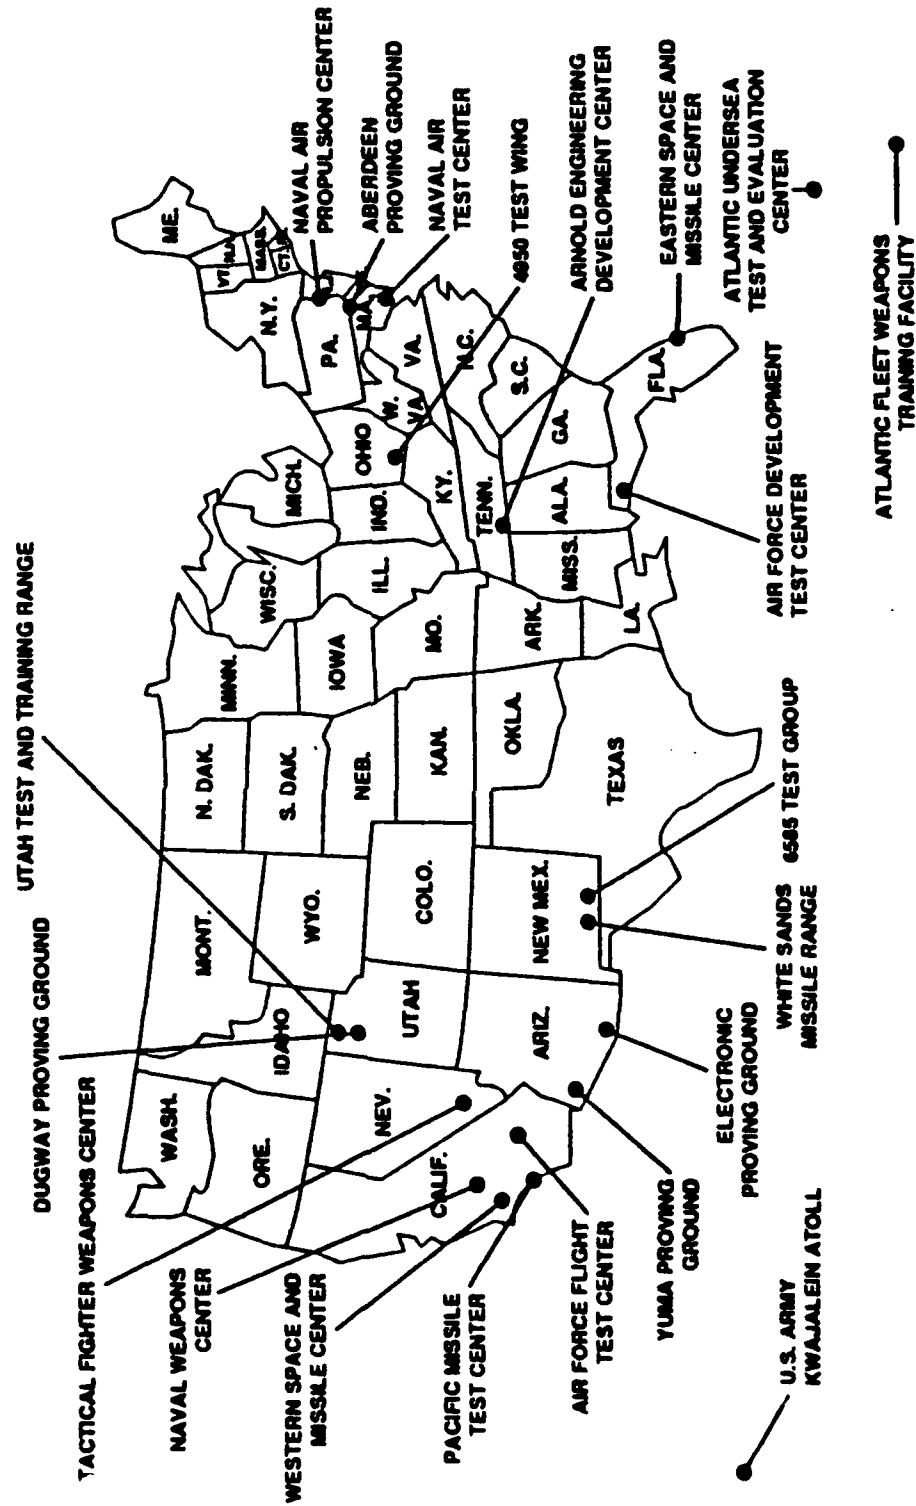 UTAH TEST AND TRAINING RANGE
DUGWAY PROVING GROUND
TACTICAL FIGHTER WEAPONS CENTER
NAVAL WEAPONS
CENTER
WESTERN SPACE AND
MISSILE CENTER
PACIFIC MISSILE
TEST CENTER
AIR FORCE FLIGHT
TEST CENTER
YUMA PROVING
GROUND
ELECTRONIC
PROVING GROUND
WHITE SANDS
MISSILE RANGE
6585 TEST GROUP
AIR FORCE DEVELOPMENT
TEST CENTER
U.S. ARMY
KWAJALEIN ATOLL
ATLANTIC FLEET WEAPONS
TRAINING FACILITY
ATLANTIC UNDERSEA
TEST AND EVALUATION
CENTER
EASTERN SPACE AND
MISSILE CENTER
ARNOLD ENGINEERING
DEVELOPMENT CENTER
4950 TEST WING
NAVAL AIR
TEST CENTER
ABERDEEN
PROVING GROUND
NAVAL AIR
PROPULSION CENTER
WASH.
ORE.
CALIF.
NEV.
IDAHO
MONT.
WYO.
UTAH
COLO.
ARIZ.
NEW MEX.
N. DAK.
S. DAK.
NEB.
KAN.
OKLA.
TEXAS
MINN.
IOWA
MO.
ARK.
LA.
WISC.
ILL.
MICH.
IND.
OHIO
KY.
TENN.
MISS.
ALA.
GA.
FLA.
S.C.
N.C.
VA.
W.
VA.
MA.
PA.
N.Y.
VT.
MASS.
CT.
ME.